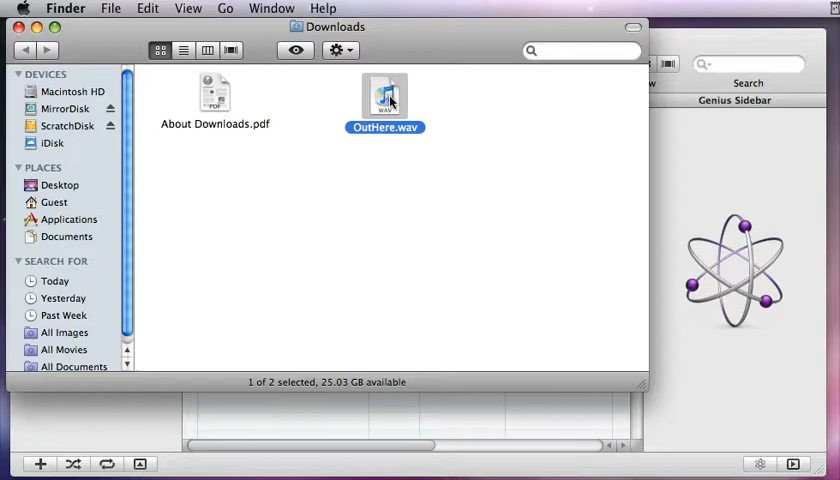 Finder File Edit View Go Window Help
Downloads
DEVICES
Macintosh HD
MirrorDisk
ScratchDisk
iDisk
PLACES
Desktop
Guest
Applications
Documents
SEARCH FOR
Today
Yesterday
Past Week
All Images
All Movies
All Documents
PDF
About Downloads.pdf
WAV
OutHere.wav
1 of 2 selected, 25.03 GB available
Search
Genius Sidebar